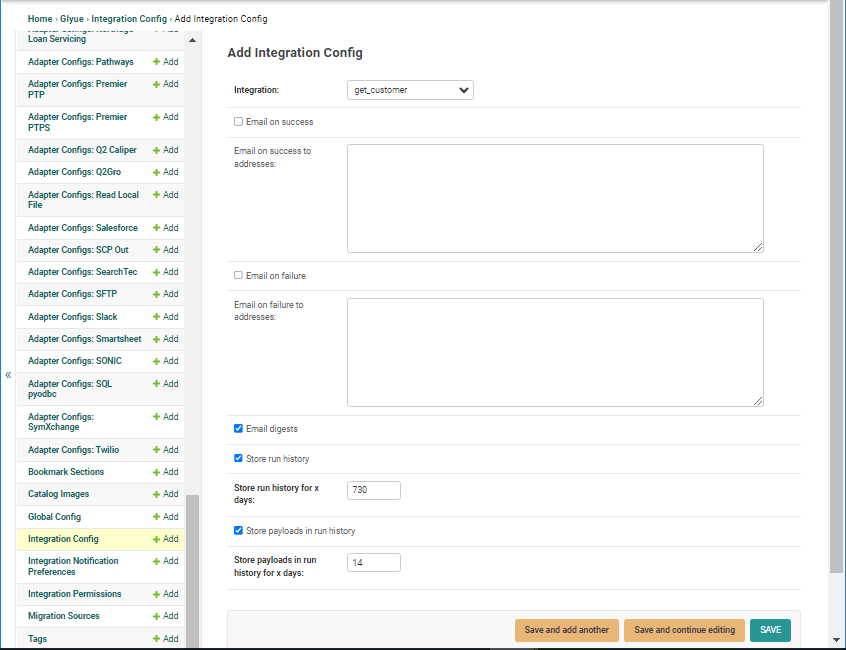 Home › Glyue › Integration Config › Add Integration Config
Loan Servicing
Adapter Configs: Pathways + Add
Adapter Configs: Premier + Add
PTP
Adapter Configs: Premier + Add
PTPS
Adapter Configs: Q2 Caliper + Add
Adapter Configs: Q2Gro + Add
Adapter Configs: Read Local + Add
File
Adapter Configs: Salesforce + Add
Adapter Configs: SCP Out + Add
Adapter Configs: SearchTec + Add
Adapter Configs: SFTP + Add
Adapter Configs: Slack + Add
Adapter Configs: Smartsheet + Add
Adapter Configs: SONIC + Add
Adapter Configs: SQL + Add
pyodbc
Adapter Configs: + Add
SymXchange
Adapter Configs: Twilio + Add
Bookmark Sections + Add
Catalog Images + Add
Global Config + Add
Integration Config + Add
Integration Notification + Add
Preferences
Integration Permissions + Add
Migration Sources + Add
Tags + Add
«
Add Integration Config
Integration: get_customer
Email on success
Email on success to
addresses:
Email on failure
Email on failure to
addresses:
Email digests
Store run history
Store run history for x 730
days:
Store payloads in run history
Store payloads in run 14
history for x days:
Save and add another Save and continue editing SAVE